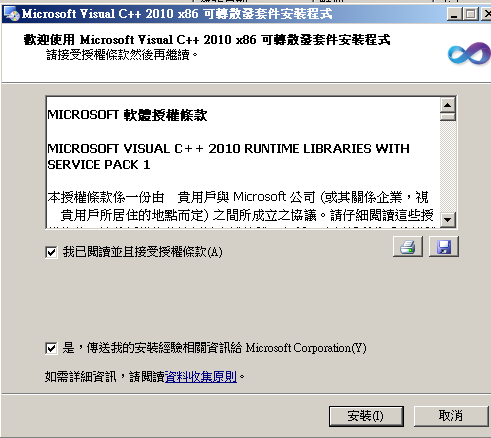 Microsoft Visual C++ 2010 x86 可轉散發套件安裝程式
歡迎使用 Microsoft Visual C++ 2010 x86 可轉散發套件安裝程式
請接受授權條款然後再繼續。
MICROSOFT 軟體授權條款
MICROSOFT VISUAL C++ 2010 RUNTIME LIBRARIES WITH
SERVICE PACK 1
本授權條款係一份由　貴用戶與 Microsoft 公司 (或其關係企業，視
貴用戶所居住的地點而定) 之間所成立之協議。請仔細閱讀這些授
我已閱讀並且接受授權條款(A)
是，傳送我的安裝經驗相關資訊給 Microsoft Corporation(Y)
如需詳細資訊，請閱讀資料收集原則。
安裝(I)
取消